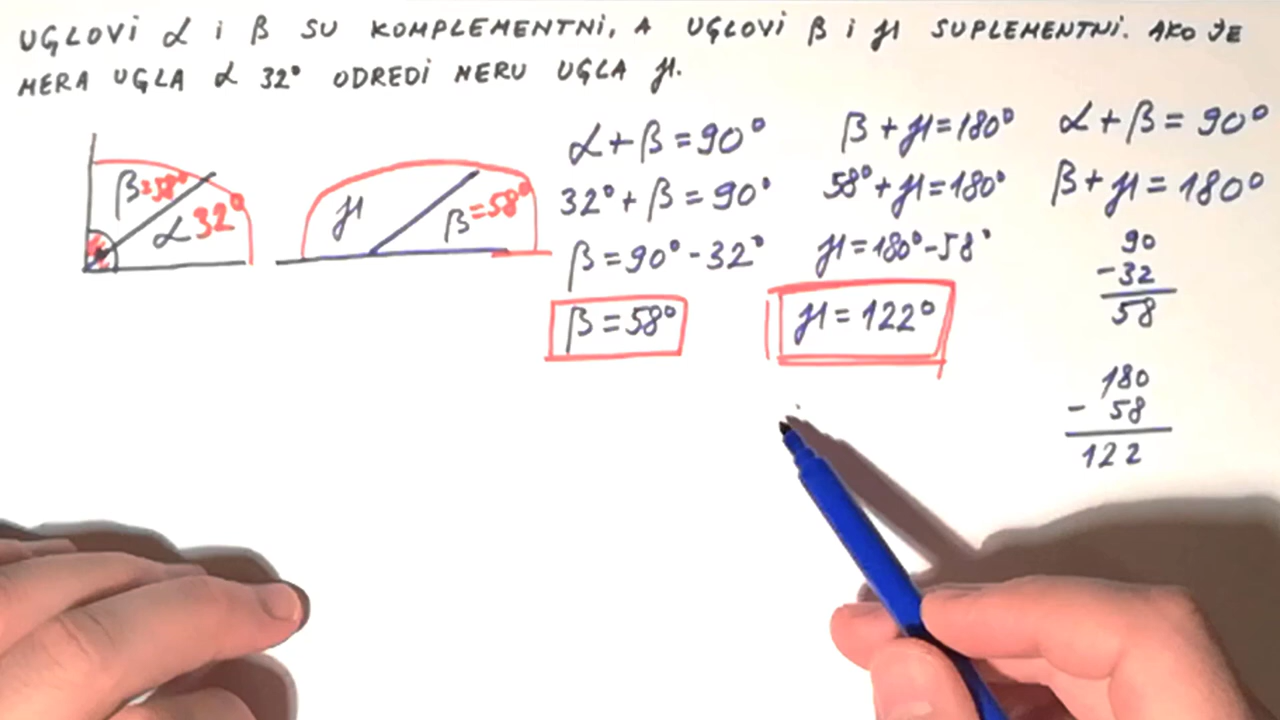 UGLOVI α I β SU KOMPLEMENTNI, A UGLOVI β I γ SUPLEMENTNI. AKO JE
MERA UGLA α 32° ODREDI MERU UGLA γ.
β=58°
α 32°
γ
β=58°
α+β=90°
32°+β=90°
β=90°-32°
β=58°
β+γ=180°
58°+γ=180°
γ=180°-58°
γ=122°
α+β=90°
β+γ=180°
90
-32
58
180
- 58
122